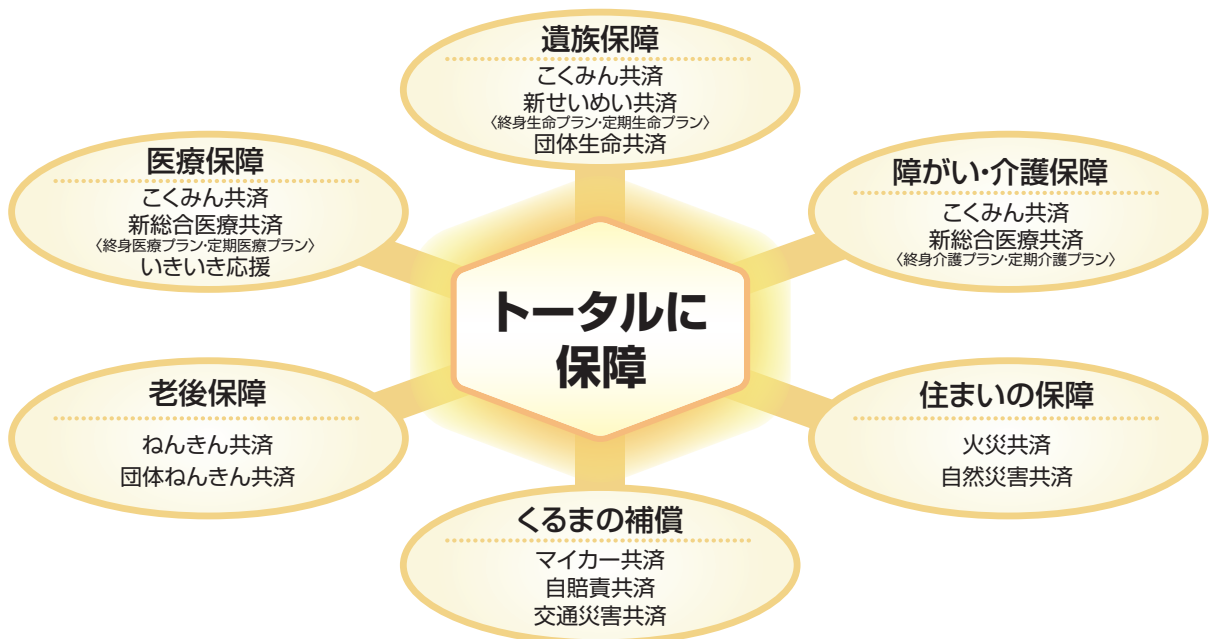 遺族保障
こくみん共済
新せいめい共済
〈終身生命プラン・定期生命プラン〉
団体生命共済
医療保障
こくみん共済
新総合医療共済
〈終身医療プラン・定期医療プラン〉
いきいき応援
障がい・介護保障
こくみん共済
新総合医療共済
〈終身介護プラン・定期介護プラン〉
トータルに
保障
老後保障
ねんきん共済
団体ねんきん共済
住まいの保障
火災共済
自然災害共済
くるまの補償
マイカー共済
自賠責共済
交通災害共済